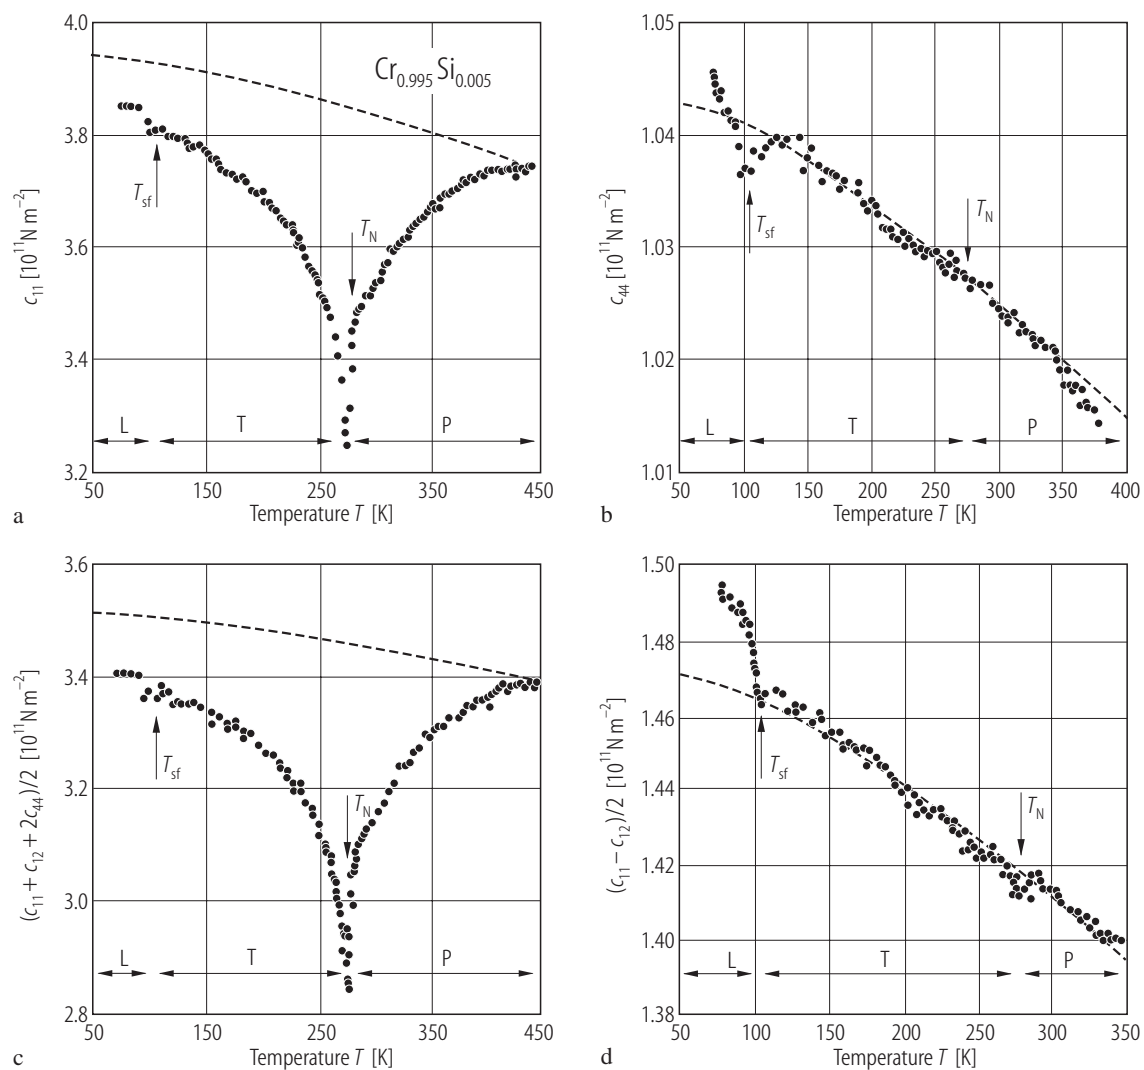 4.0
3.8
3.6
3.4
3.2
c11 [10^11 N m^−2]
Cr0.995 Si0.005
Tsf
TN
L T P
50 150 250 350 450
Temperature T [K]
a
1.05
1.04
1.03
1.02
1.01
c44 [10^11 N m^−2]
TN
Tsf
L T P
50 100 150 200 250 300 350 400
Temperature T [K]
b
3.6
3.4
3.2
3.0
2.8
(c11 + c12 + 2c44)/2 [10^11 N m^−2]
Tsf
TN
L T P
50 150 250 350 450
Temperature T [K]
c
1.50
1.48
1.46
1.44
1.42
1.40
1.38
(c11 − c12)/2 [10^11 N m^−2]
Tsf
TN
L T P
50 100 150 200 250 300 350
Temperature T [K]
d